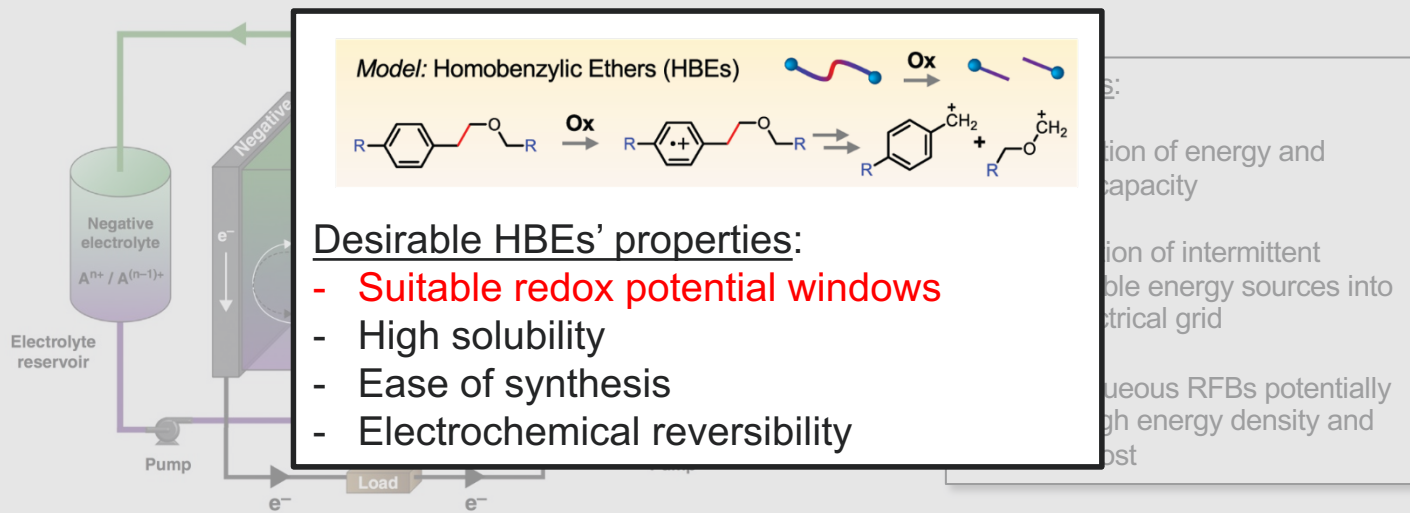 Model: Homobenzylic Ethers (HBEs)
Ox
R
O
R
Ox
R
•+
O
R
+
CH2
R
+
+
CH2
O
R
Desirable HBEs' properties:
- Suitable redox potential windows
- High solubility
- Ease of synthesis
- Electrochemical reversibility
Negative
Negative
electrolyte
Aⁿ⁺ / A⁽ⁿ⁻¹⁾⁺
e⁻
Electrolyte
reservoir
Pump
e⁻
Load
e⁻
s:
tion of energy and
capacity
tion of intermittent
ble energy sources into
ctrical grid
ueous RFBs potentially
gh energy density and
ost